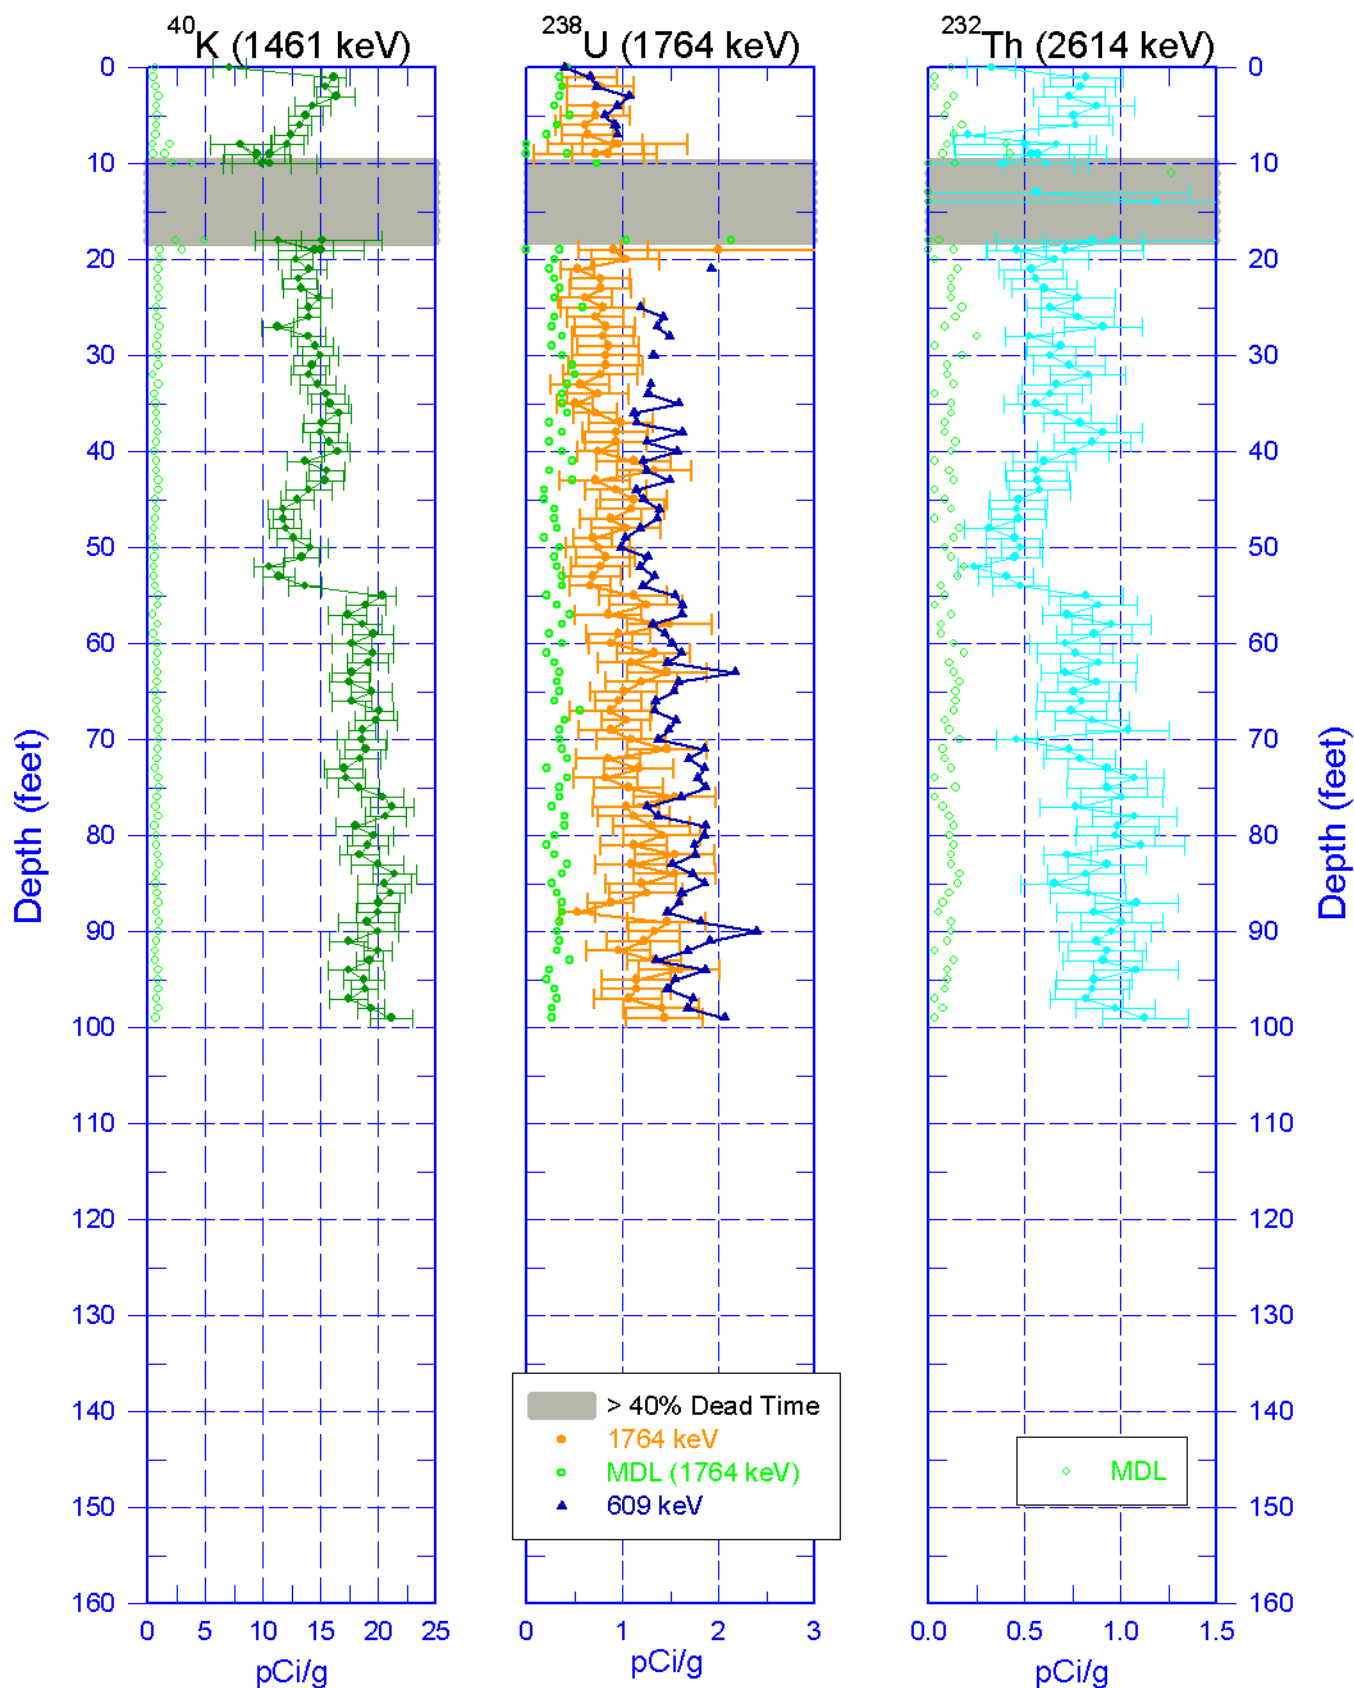 ⁴⁰K (1461 keV) ²³⁸U (1764 keV) ²³²Th (2614 keV)
0 0
10 10
20 20
30 30
40 40
50 50
60 60
70 70
80 80
90 90
100 100
110 110
120 120
130 130
140 140
150 150
160 160
Depth (feet)
Depth (feet)
> 40% Dead Time
1764 keV
MDL (1764 keV)
609 keV
MDL
0 5 10 15 20 25
0 1 2 3
0.0 0.5 1.0 1.5
pCi/g pCi/g pCi/g